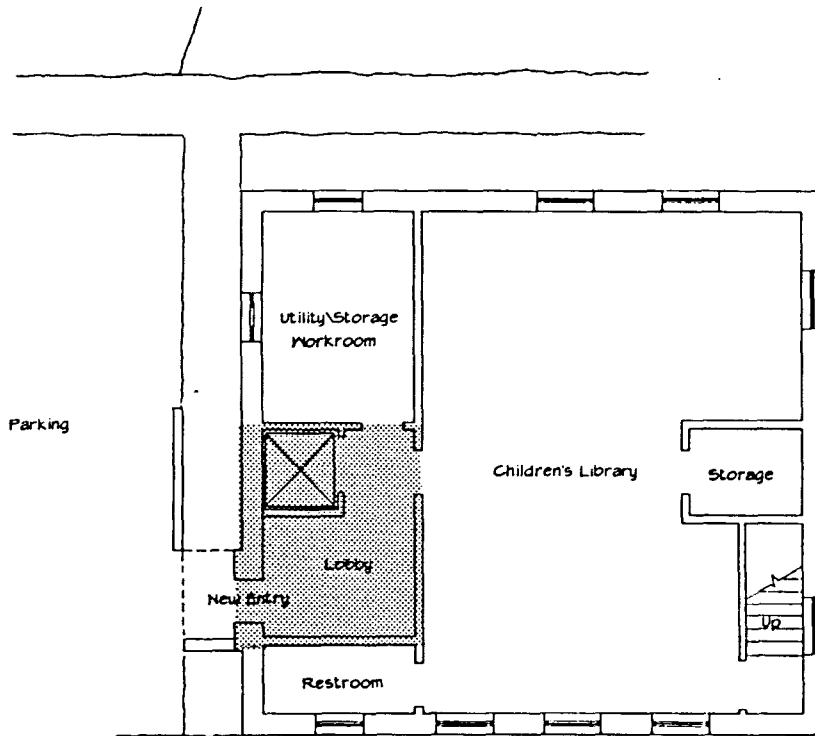 Utility\Storage
Workroom
Parking
Children's Library
Storage
Lobby
New Entry
Up
Restroom